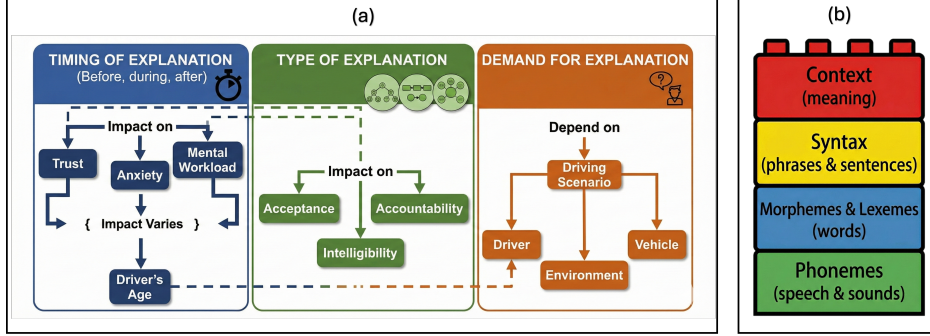 (a)
TIMING OF EXPLANATION
(Before, during, after)
Impact on
Trust
Anxiety
Mental
Workload
{ Impact Varies }
Driver's
Age
TYPE OF EXPLANATION
Impact on
Acceptance
Accountability
Intelligibility
DEMAND FOR EXPLANATION
?
Depend on
Driving
Scenario
Driver
Environment
Vehicle
(b)
Context
(meaning)
Syntax
(phrases & sentences)
Morphemes & Lexemes
(words)
Phonemes
(speech & sounds)